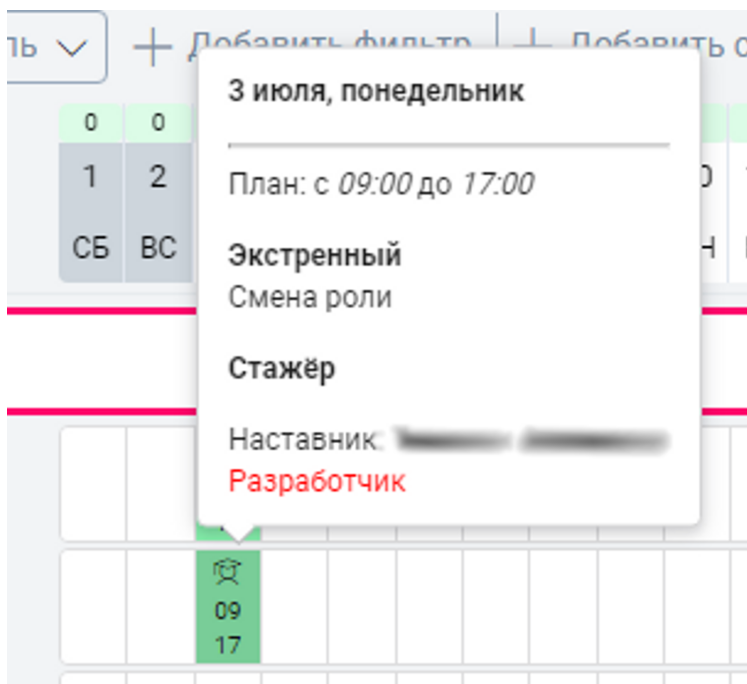 ль Добавить фильтр Добавить с
3 июля, понедельник
0 0
1 2
План: с 09:00 до 17:00
СБ ВС
Экстренный
Смена роли
Стажёр
Наставник:
Разработчик
09
17